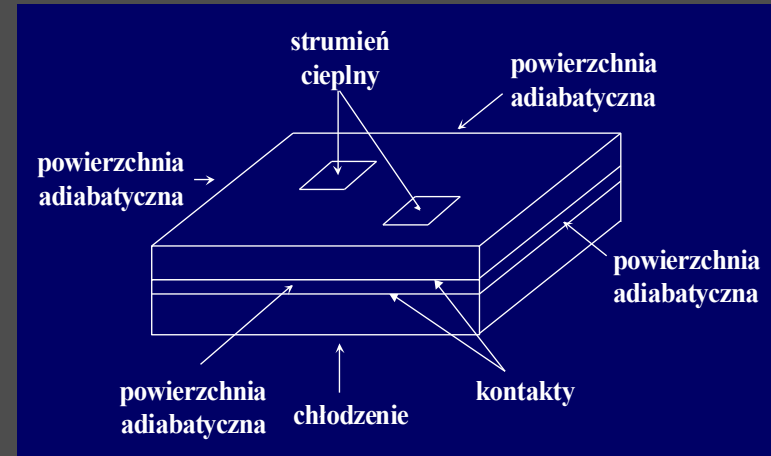 strumień
cieplny
powierzchnia
adiabatyczna
powierzchnia
adiabatyczna
powierzchnia
adiabatyczna
powierzchnia
adiabatyczna
chłodzenie
kontakty